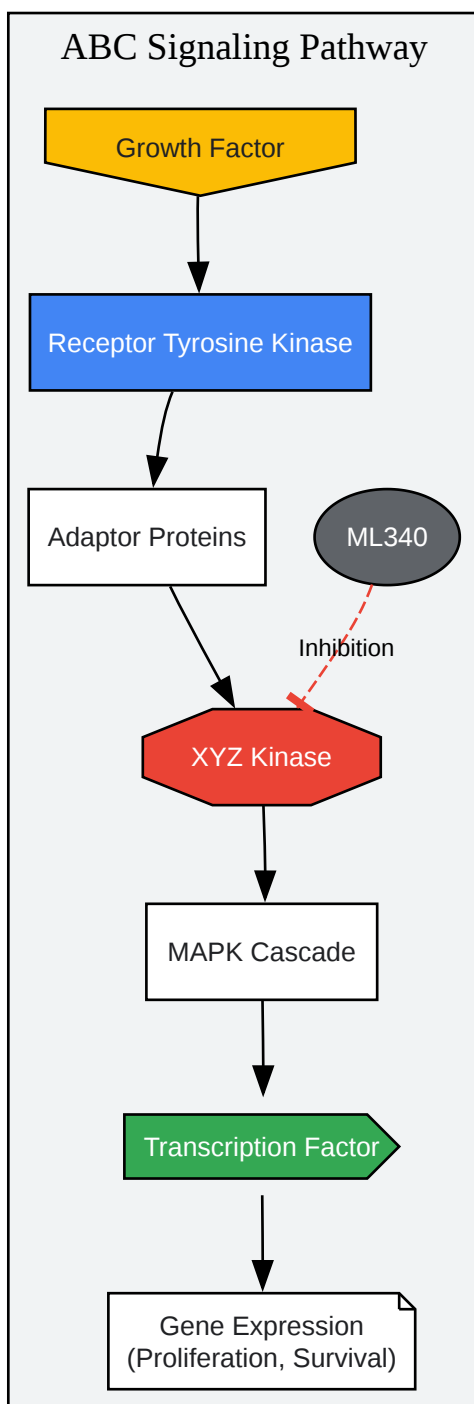 ABC Signaling Pathway
Growth Factor
Receptor Tyrosine Kinase
Adaptor Proteins
ML340
Inhibition
XYZ Kinase
MAPK Cascade
Transcription Factor
Gene Expression
(Proliferation, Survival)